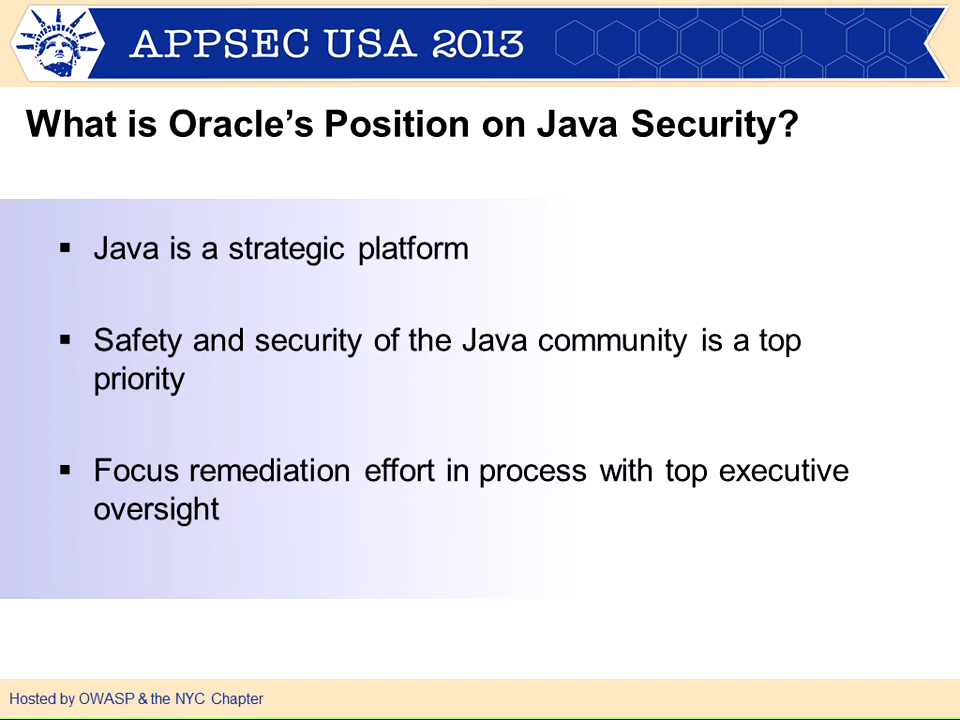 APPSEC USA 2013
What is Oracle’s Position on Java Security?
▪ Java is a strategic platform
▪ Safety and security of the Java community is a top
priority
▪ Focus remediation effort in process with top executive
oversight
Hosted by OWASP & the NYC Chapter